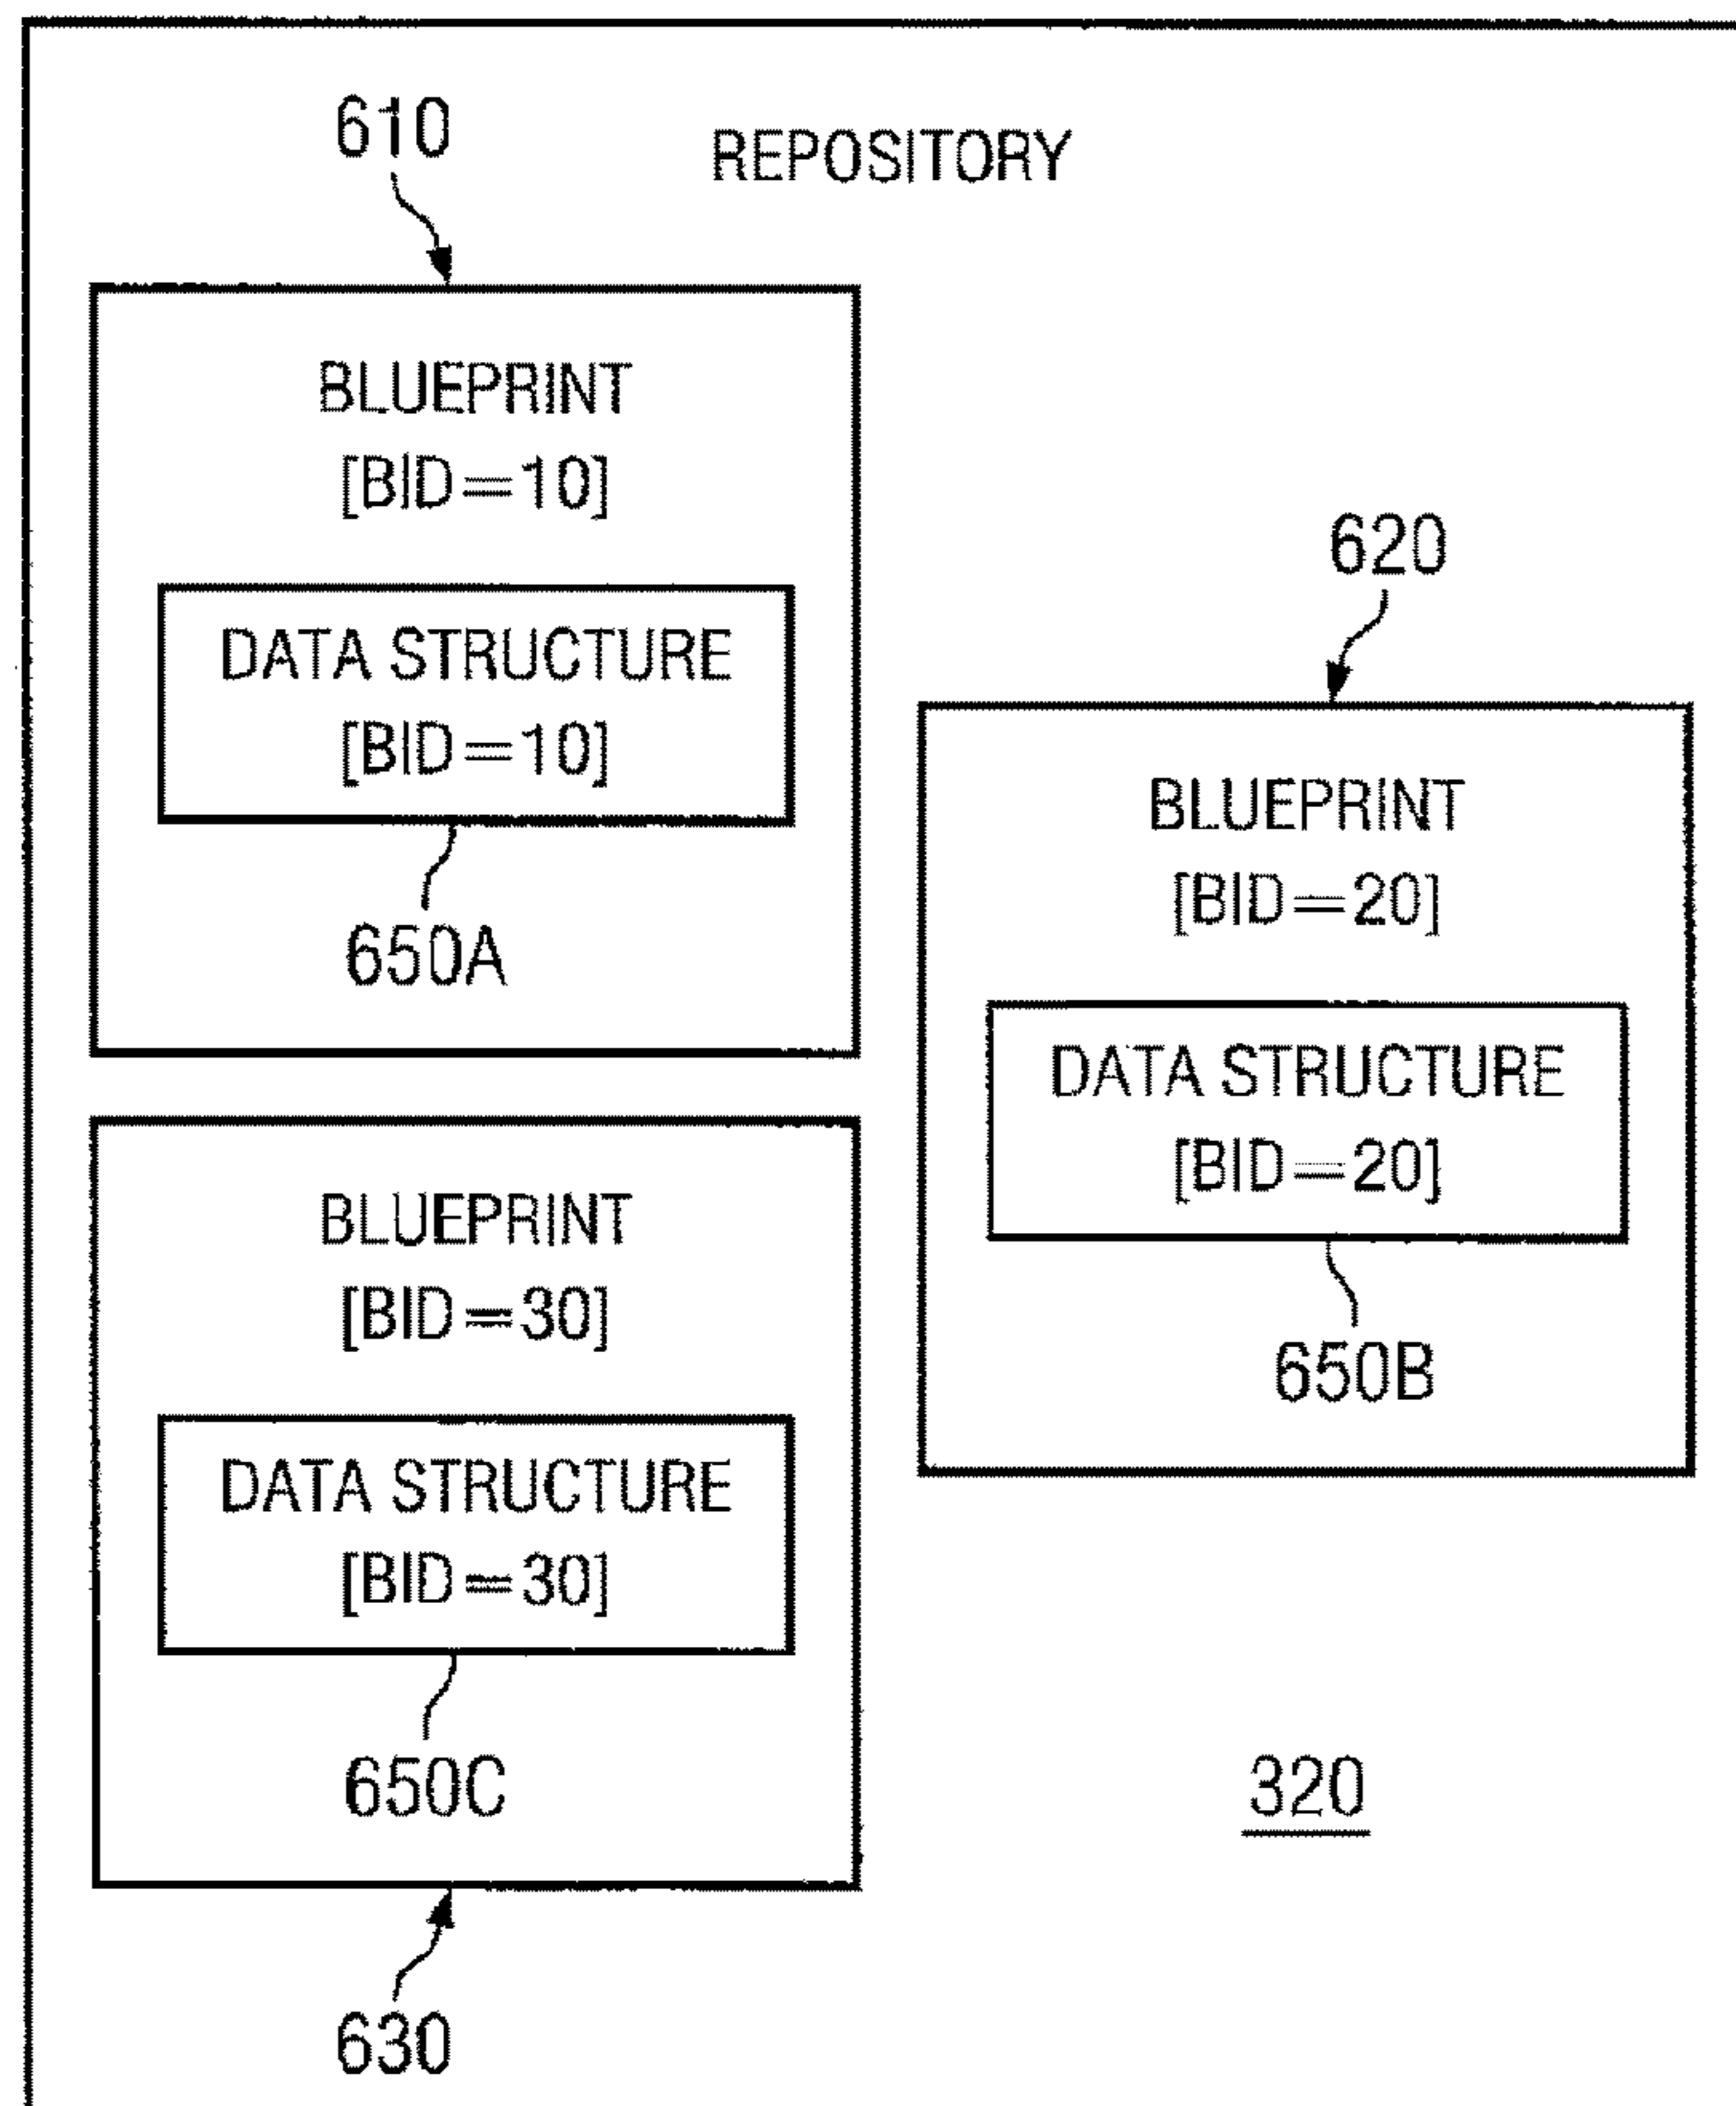 REPOSITORY
610
BLUEPRINT
[BID=10]
DATA STRUCTURE
[BID=10]
650A
620
BLUEPRINT
[BID=20]
DATA STRUCTURE
[BID=20]
650B
BLUEPRINT
[BID=30]
DATA STRUCTURE
[BID=30]
650C
630
320